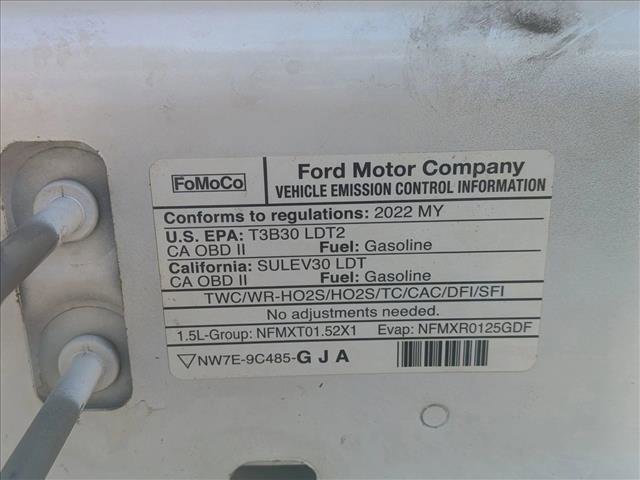 FoMoCo
Ford Motor Company
VEHICLE EMISSION CONTROL INFORMATION
Conforms to regulations: 2022 MY
U.S. EPA: T3B30 LDT2
CA OBD II Fuel: Gasoline
California: SULEV30 LDT
CA OBD II Fuel: Gasoline
TWC/WR-HO2S/HO2S/TC/CAC/DFI/SFI
No adjustments needed.
1.5L-Group: NFMXT01.52X1 Evap: NFMXR0125GDF
NW7E-9C485-G J A